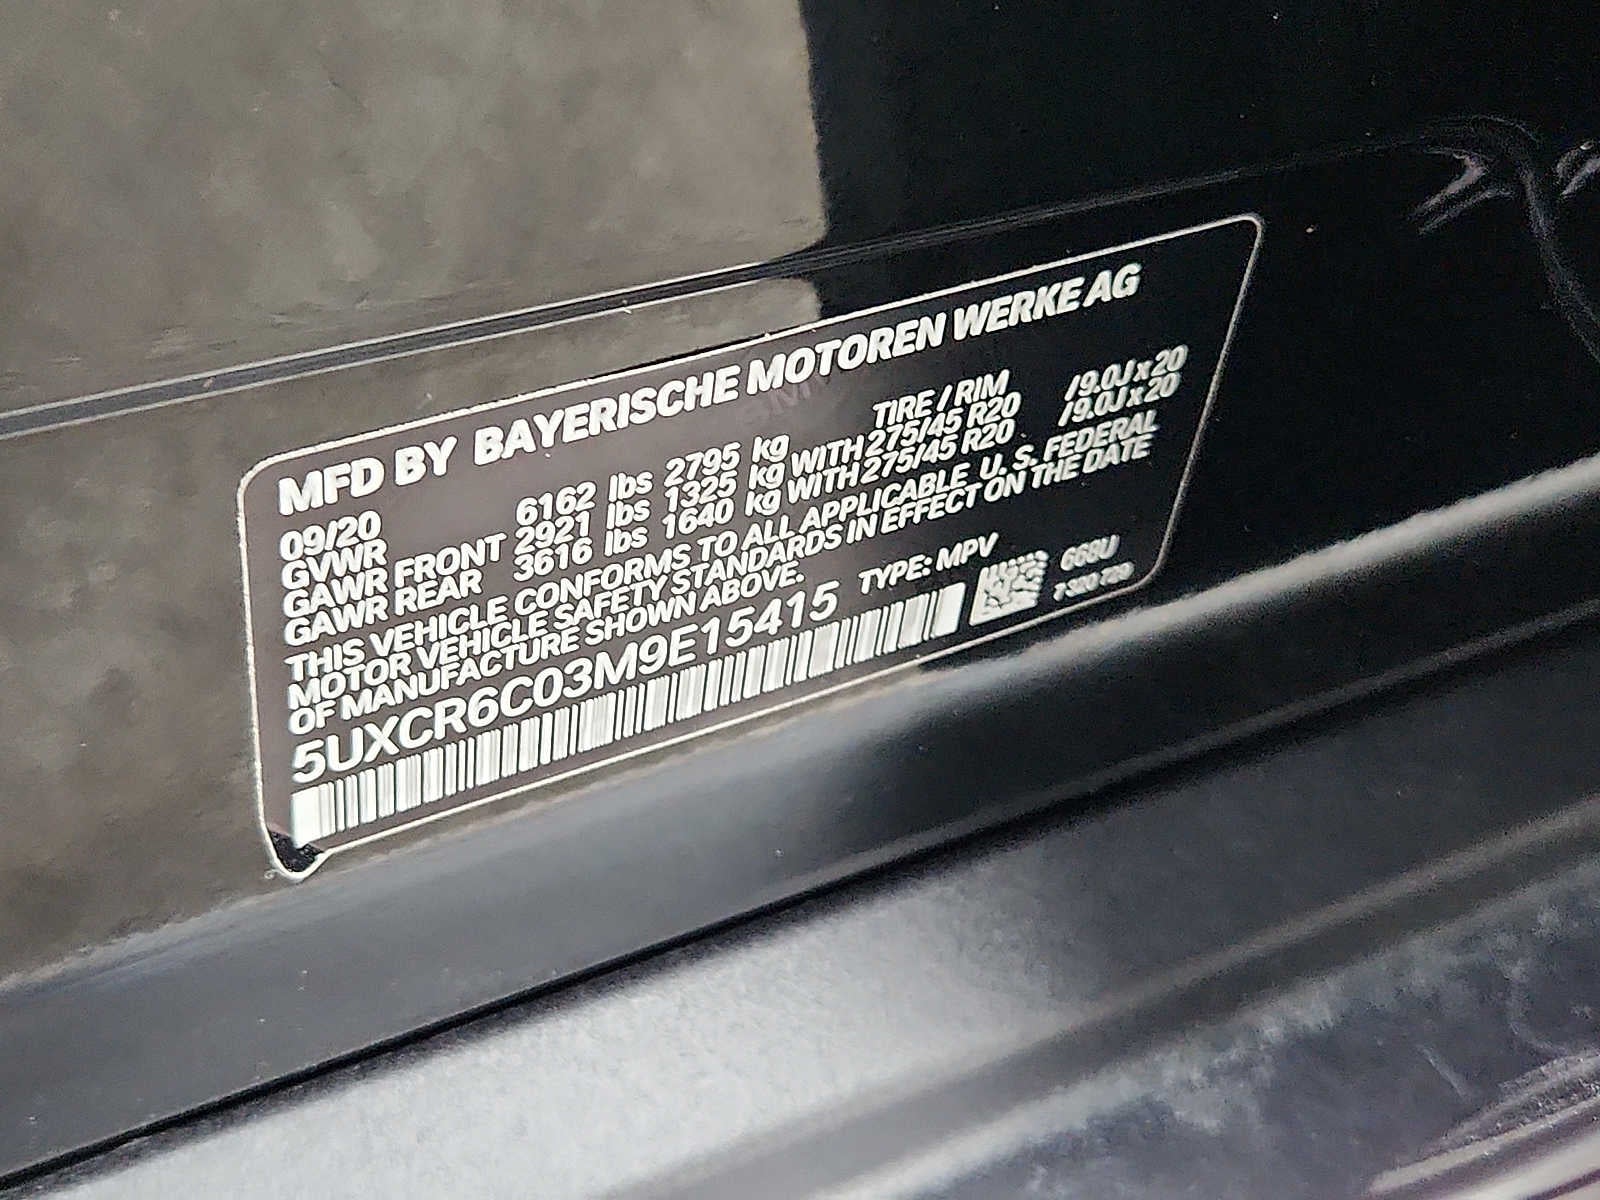 MFD BY BAYERISCHE MOTOREN WERKE AG
09/20 TIRE / RIM
GVWR 6162 lbs 2795 kg
GAWR FRONT 2921 lbs 1325 kg WITH 275/45 R20 /9.0J x 20
GAWR REAR 3616 lbs 1640 kg WITH 275/45 R20 /9.0J x 20
THIS VEHICLE CONFORMS TO ALL APPLICABLE U. S. FEDERAL
MOTOR VEHICLE SAFETY STANDARDS IN EFFECT ON THE DATE
OF MANUFACTURE SHOWN ABOVE.
5UXCR6C03M9E15415 TYPE: MPV
668U